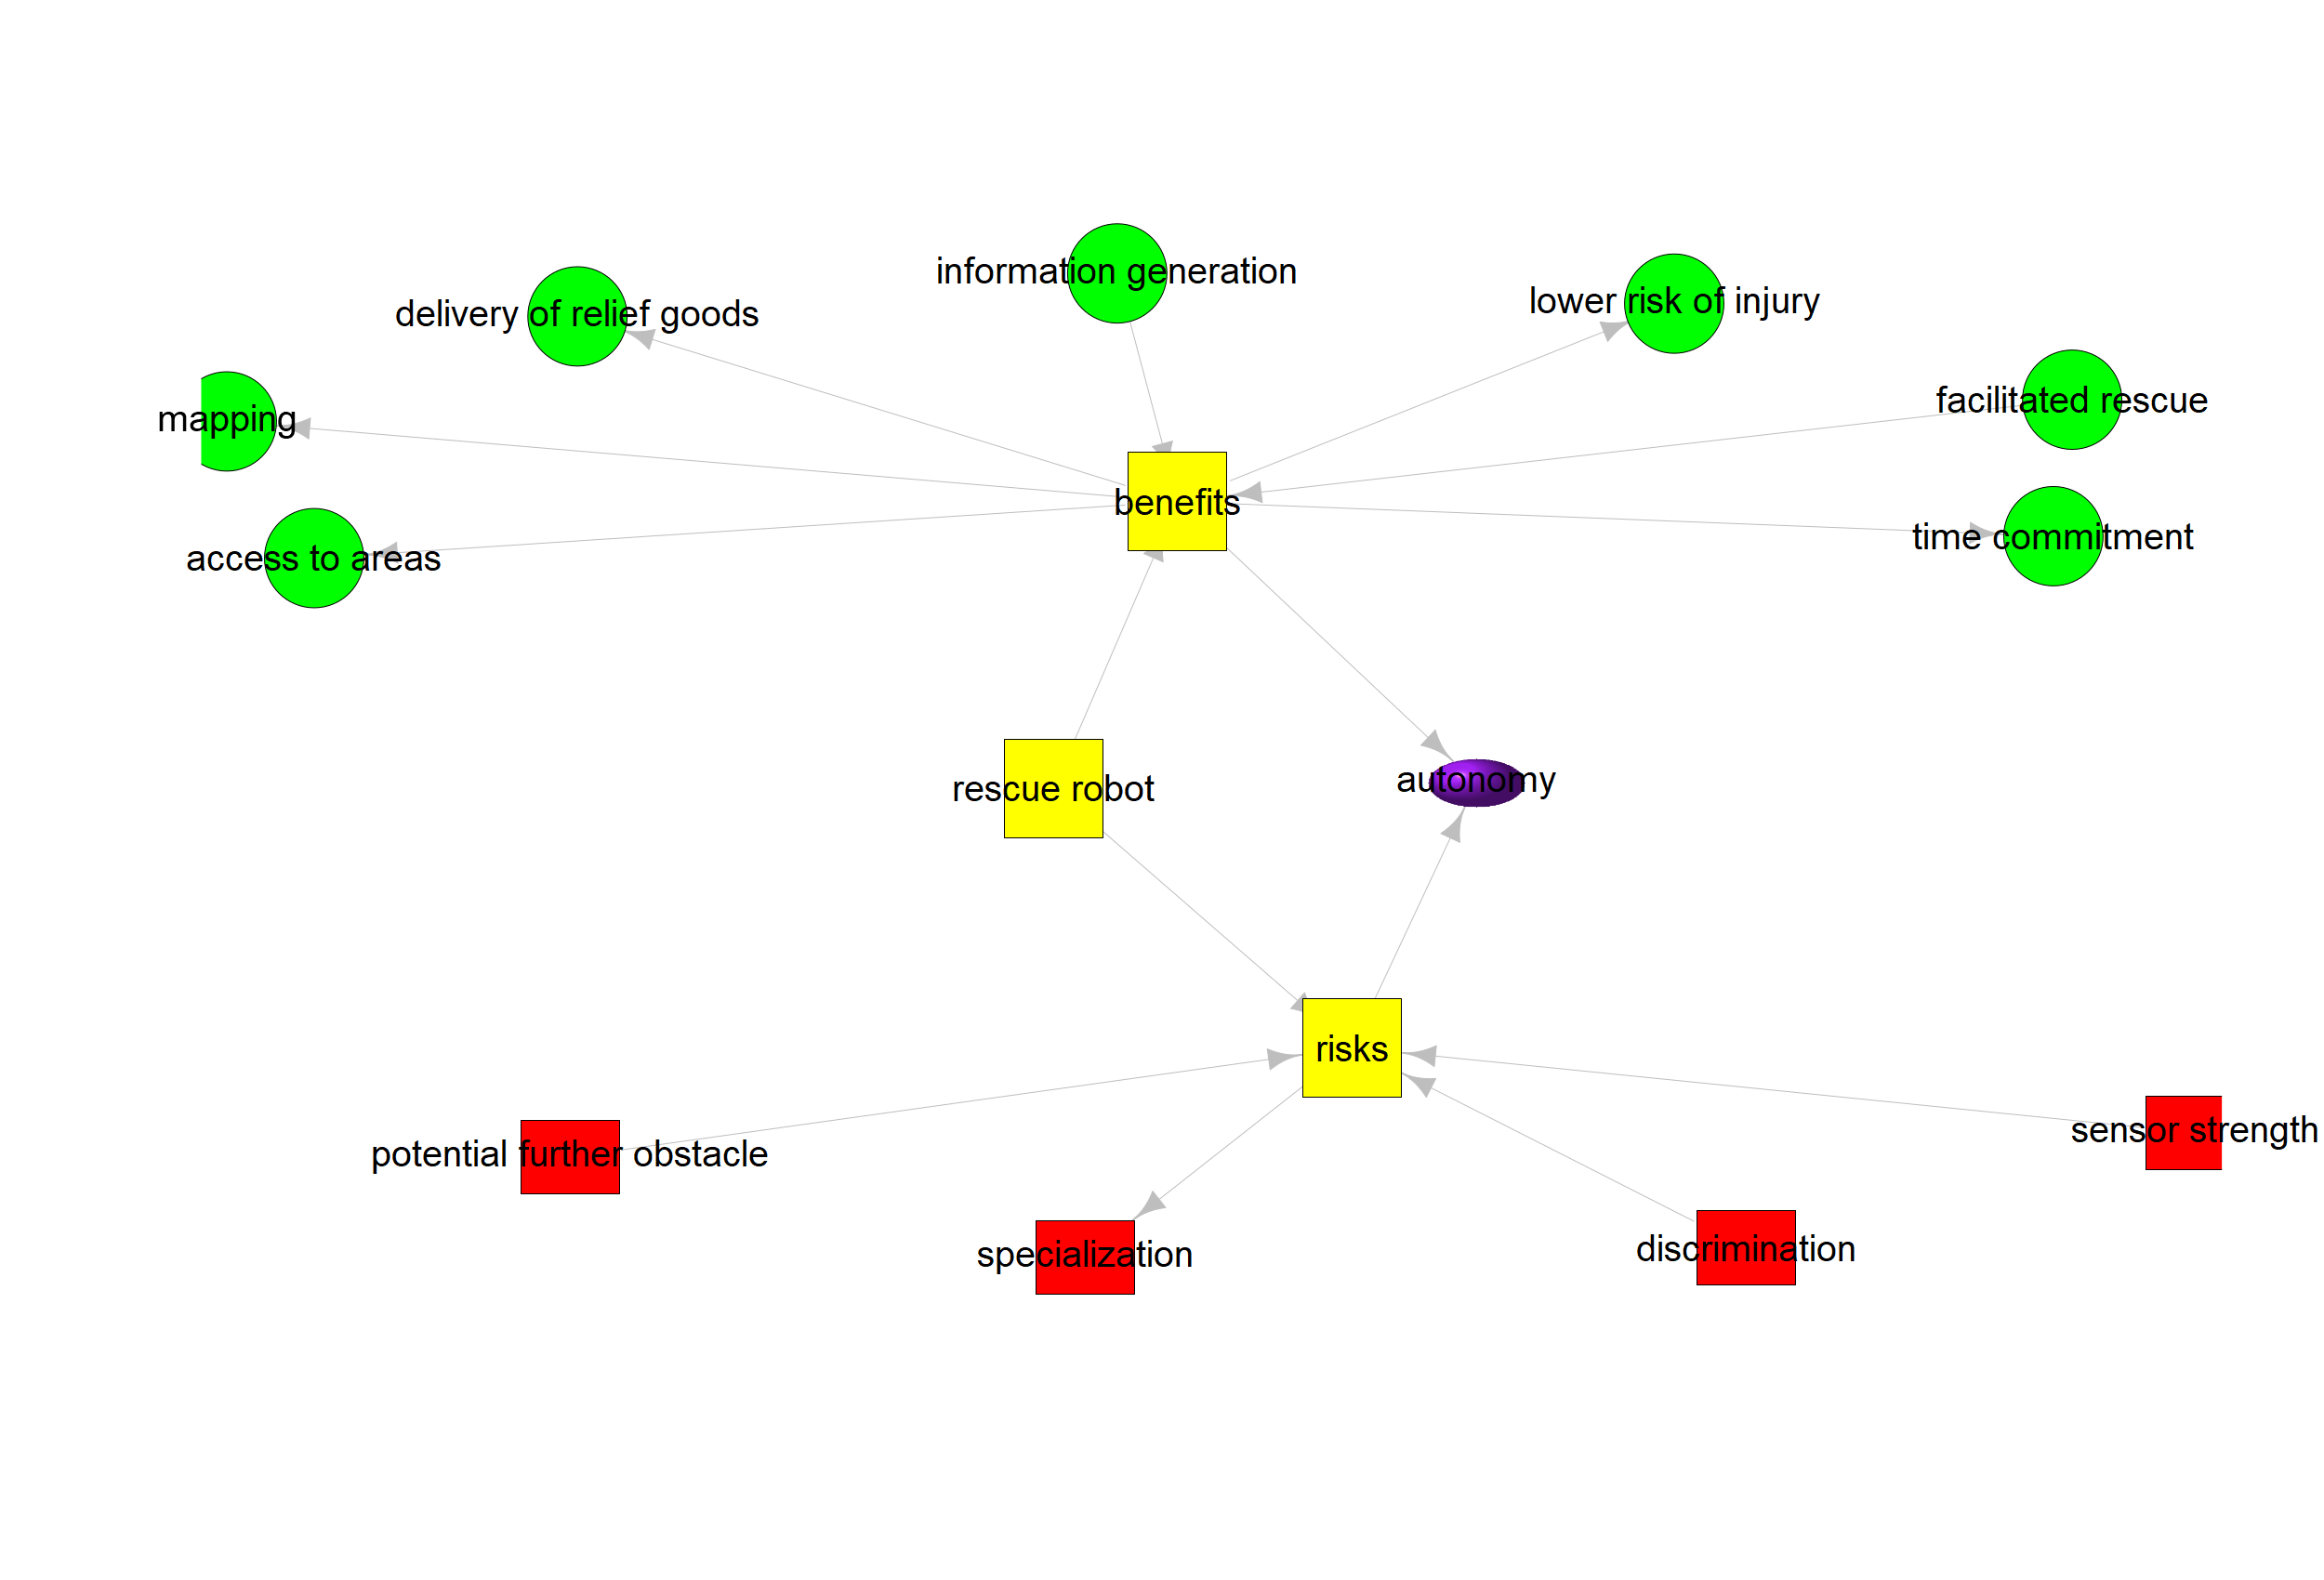 information generation
lower risk of injury
delivery of relief goods
facilitated rescue
mapping
benefits
time commitment
access to areas
autonomy
rescue robot
risks
sensor strength
potential further obstacle
discrimination
specialization